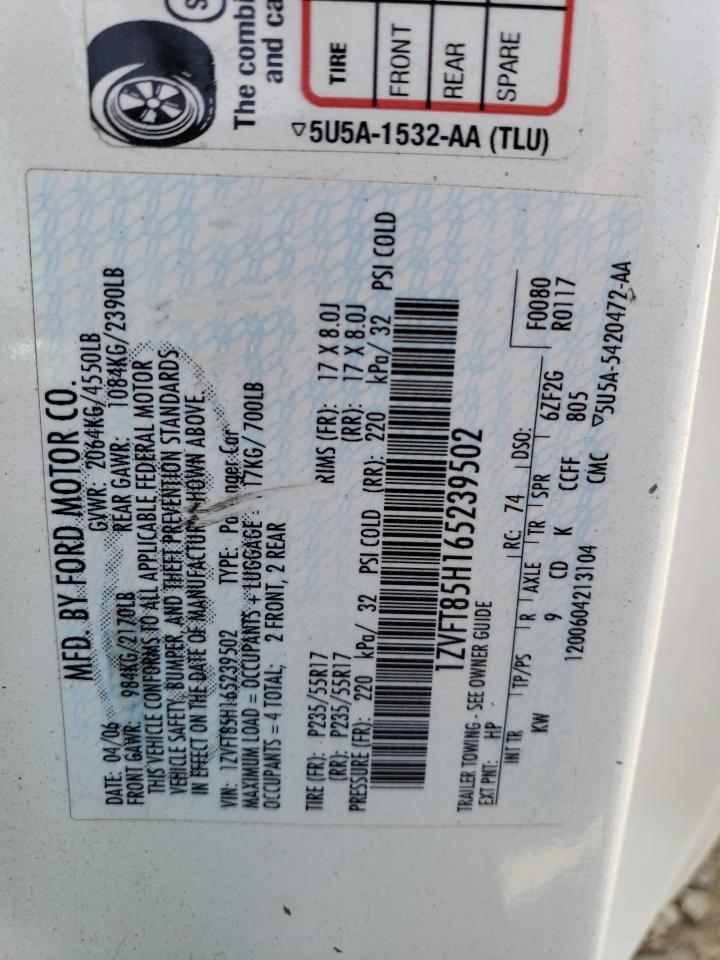 The combi
and ca
TIRE
FRONT
REAR
SPARE
▽5U5A-1532-AA (TLU)
MFD. BY FORD MOTOR CO.
DATE: 04/06 GVWR: 2064KG/4550LB
FRONT GAWR: 984KG/2170LB REAR GAWR: 1084KG/2390LB
THIS VEHICLE CONFORMS TO ALL APPLICABLE FEDERAL MOTOR
VEHICLE SAFETY, BUMPER, AND THEFT PREVENTION STANDARDS
IN EFFECT ON THE DATE OF MANUFACTURE SHOWN ABOVE.
VIN: 1ZVFT85H165239502 TYPE: Passenger Car
MAXIMUM LOAD = OCCUPANTS + LUGGAGE = 17KG/700LB
OCCUPANTS = 4 TOTAL, 2 FRONT, 2 REAR
TIRE (FR): P235/55R17 RIMS (FR): 17 X 8.0J
(RR): P235/55R17 (RR): 17 X 8.0J
PRESSURE (FR): 220 kPa/ 32 PSI COLD (RR): 220 kPa/ 32 PSI COLD
1ZVFT85H165239502
TRAILER TOWING - SEE OWNER GUIDE
EXT PNT: HP RC: 74 DSO: F0080
R0117
INT TR TP/PS R AXLE TR SPR 6ZF2G
KW 9 CD K CCFF 805
1200604213104 CMC ▽5U5A-5420472-AA